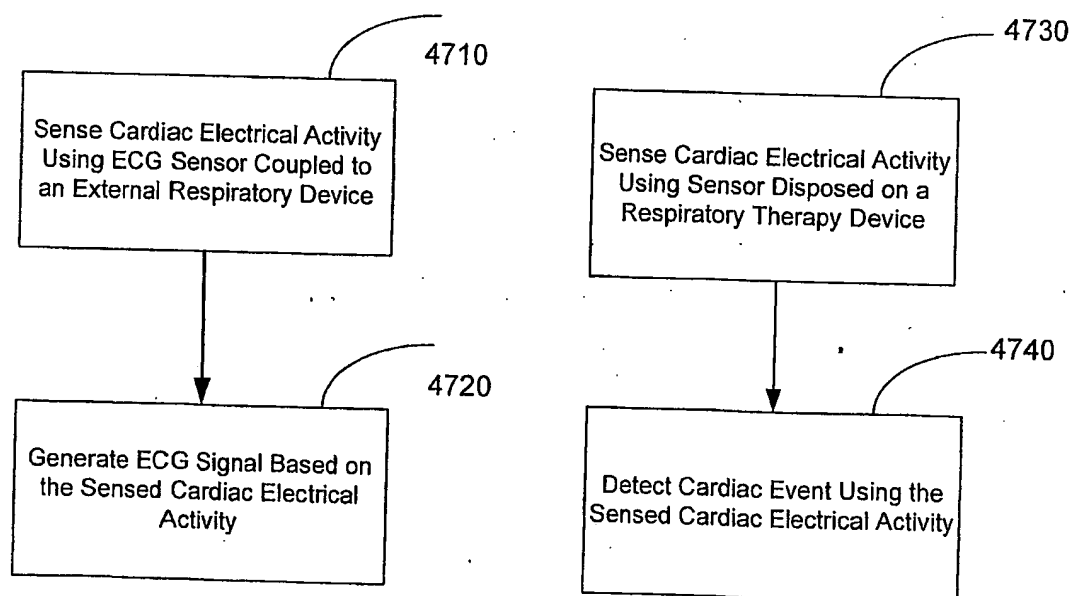 4710
Sense Cardiac Electrical Activity
Using ECG Sensor Coupled to
an External Respiratory Device
4720
Generate ECG Signal Based on
the Sensed Cardiac Electrical
Activity
4730
Sense Cardiac Electrical Activity
Using Sensor Disposed on a
Respiratory Therapy Device
4740
Detect Cardiac Event Using the
Sensed Cardiac Electrical Activity